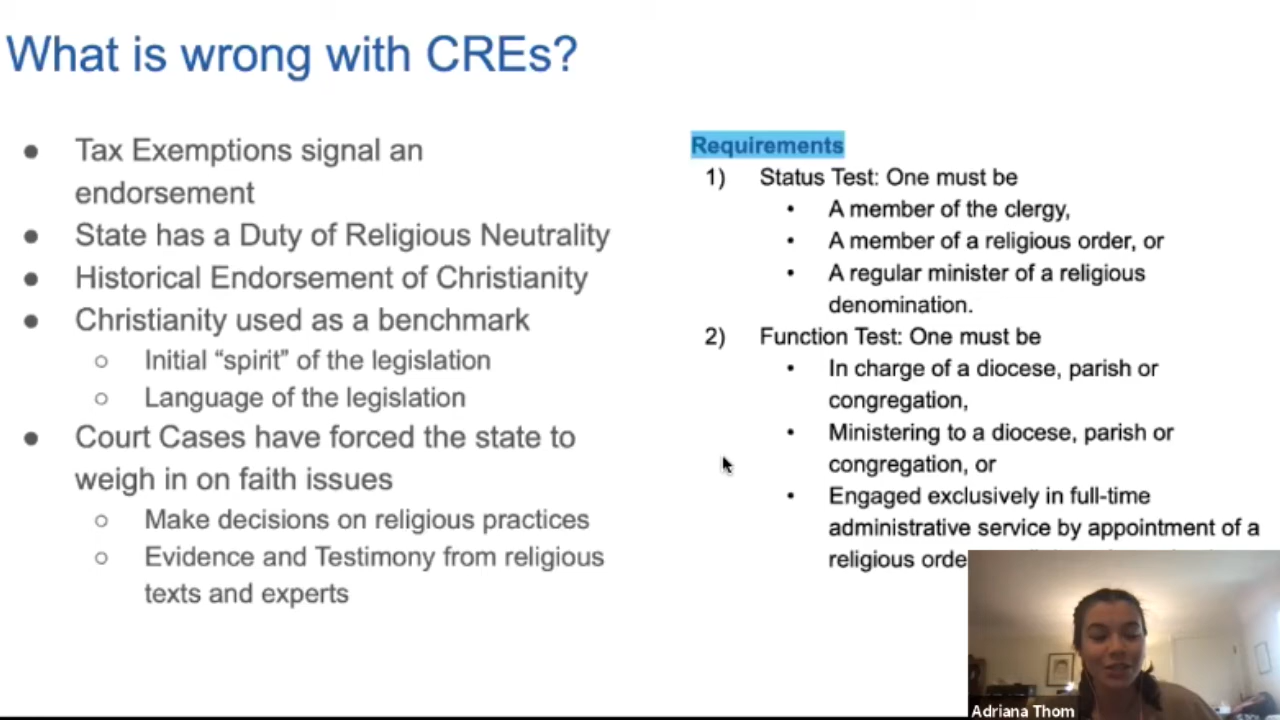 What is wrong with CREs?
● Tax Exemptions signal an
endorsement
● State has a Duty of Religious Neutrality
● Historical Endorsement of Christianity
● Christianity used as a benchmark
○ Initial “spirit” of the legislation
○ Language of the legislation
● Court Cases have forced the state to
weigh in on faith issues
○ Make decisions on religious practices
○ Evidence and Testimony from religious
texts and experts
Requirements
1) Status Test: One must be
• A member of the clergy,
• A member of a religious order, or
• A regular minister of a religious
denomination.
2) Function Test: One must be
• In charge of a diocese, parish or
congregation,
• Ministering to a diocese, parish or
congregation, or
• Engaged exclusively in full-time
administrative service by appointment of a
religious
Adriana Thom